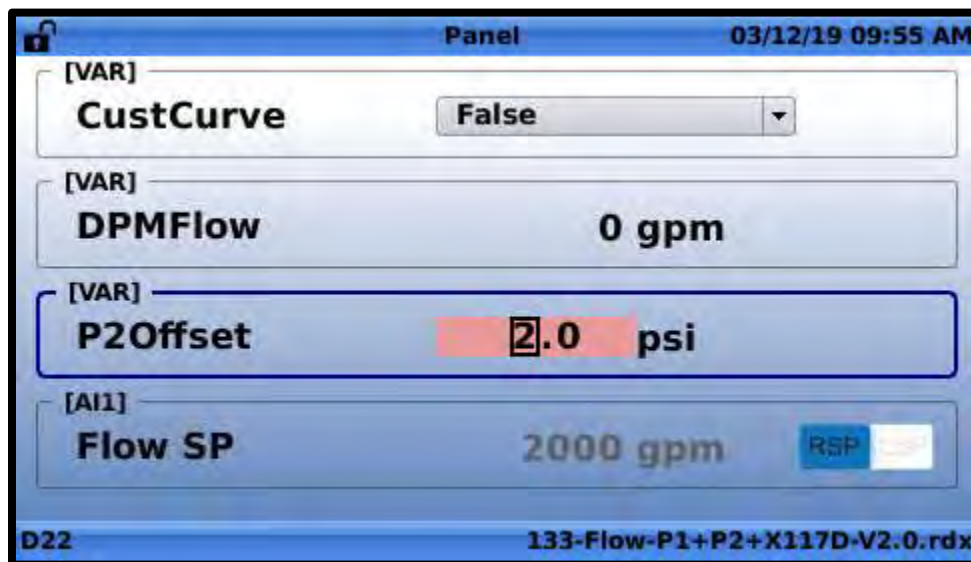 Panel 03/12/19 09:55 AM
[VAR]
CustCurve False
[VAR]
DPMFlow 0 gpm
[VAR]
P2Offset 2.0 psi
[AI1]
Flow SP 2000 gpm RSP
D22 133-Flow-P1+P2+X117D-V2.0.rdx